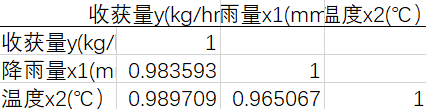 收获量y(kg/hr 雨量x1(mm 温度x2(℃)
收获量y(kg/ 1
降雨量x1(m 0.983593 1
温度x2(℃) 0.989709 0.965067 1